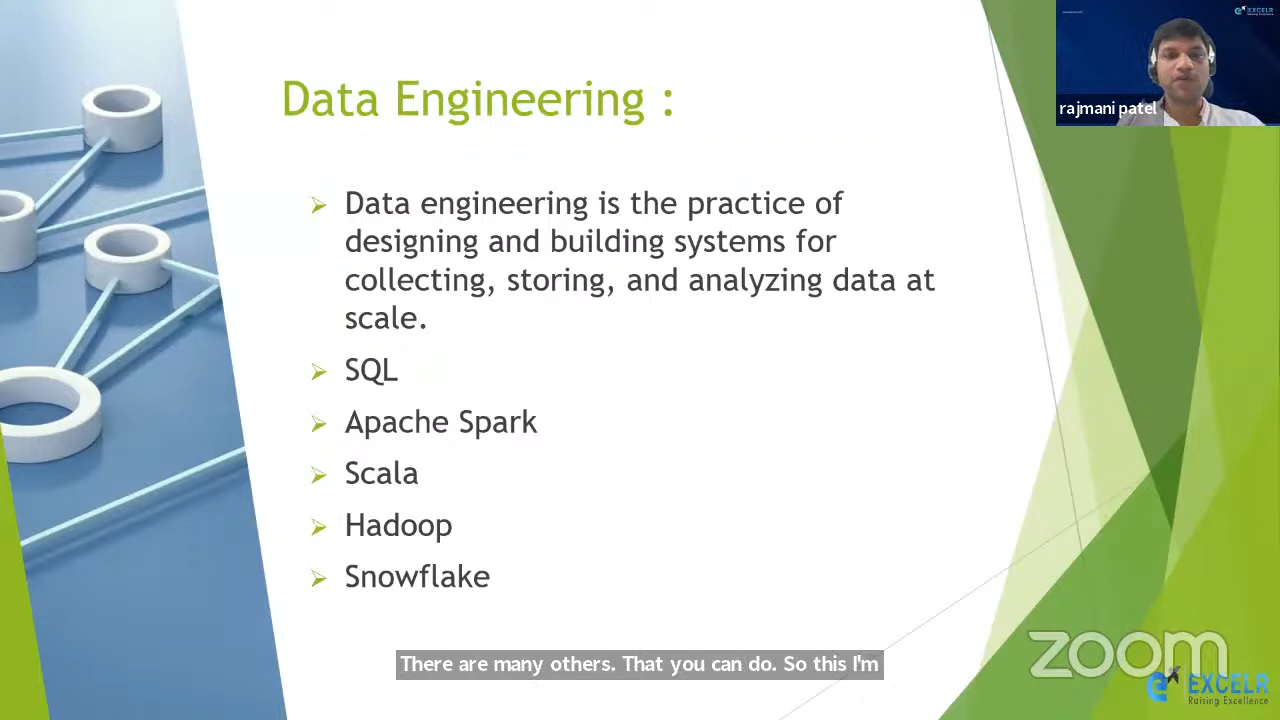 EXCELR
Data Engineering :
rajmani patel
Data engineering is the practice of
designing and building systems for
collecting, storing, and analyzing data at
scale.
SQL
Apache Spark
Scala
Hadoop
Snowflake
There are many others. That you can do. So this I'm
zoom
EXCELR
Raising Excellence